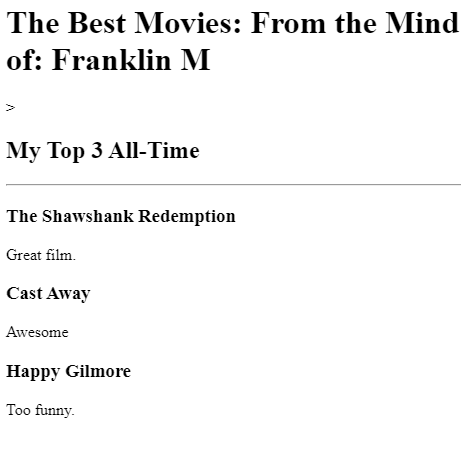 The Best Movies: From the Mind
of: Franklin M
>
My Top 3 All-Time
The Shawshank Redemption
Great film.
Cast Away
Awesome
Happy Gilmore
Too funny.